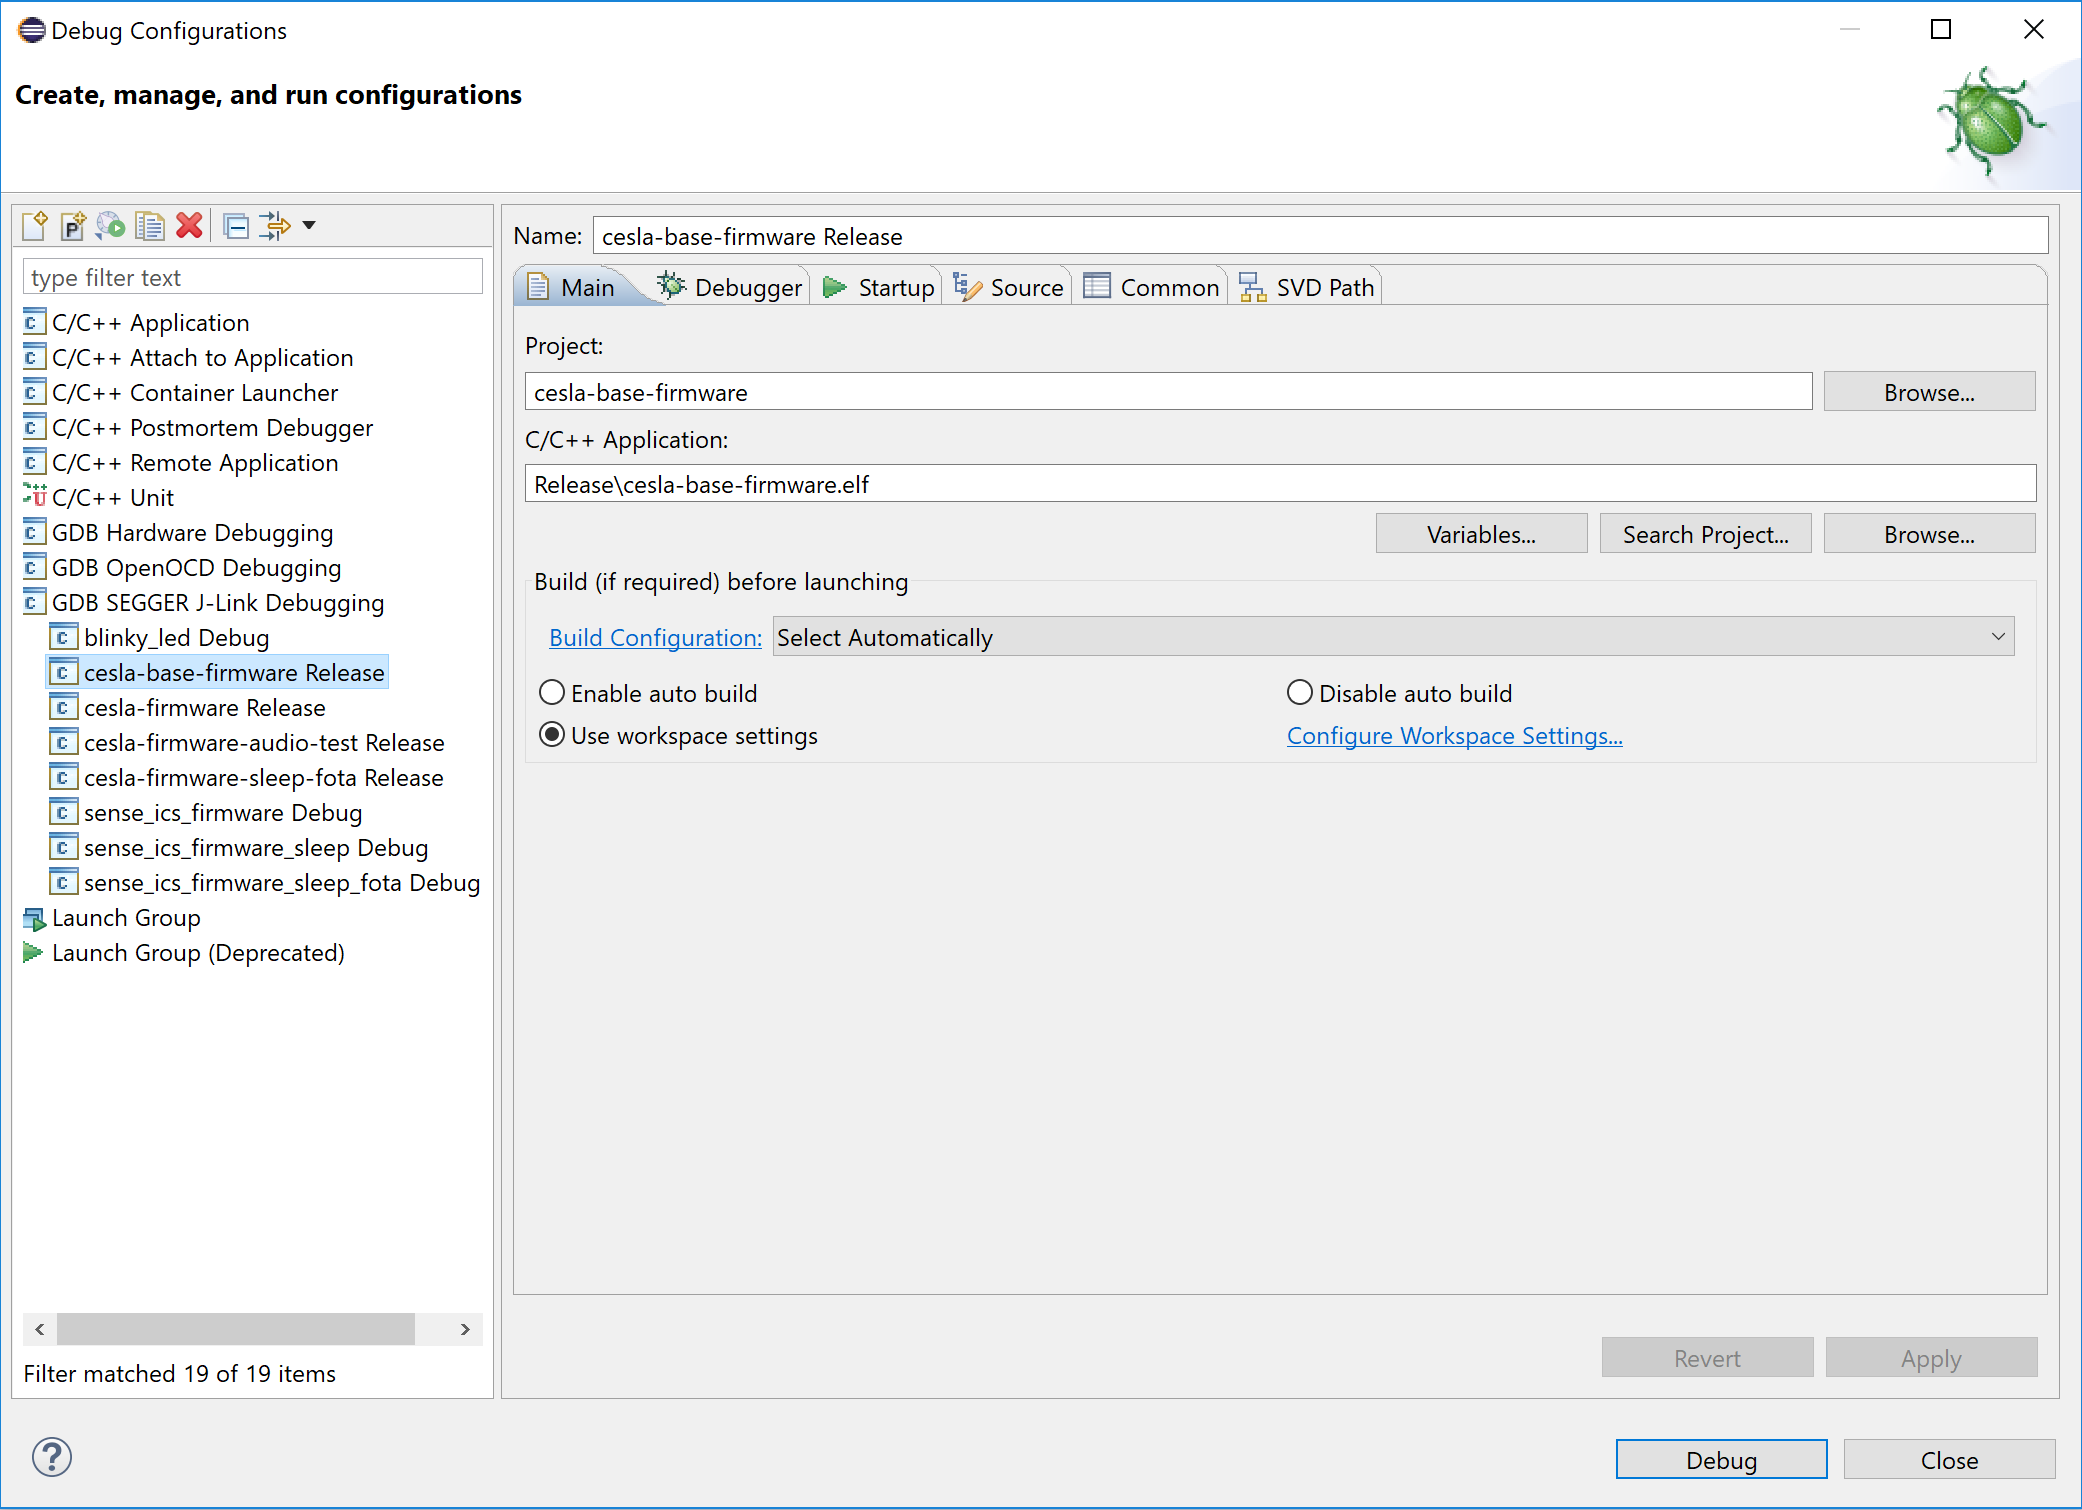 Debug Configurations
Create, manage, and run configurations
type filter text
C/C++ Application
C/C++ Attach to Application
C/C++ Container Launcher
C/C++ Postmortem Debugger
C/C++ Remote Application
C/C++ Unit
GDB Hardware Debugging
GDB OpenOCD Debugging
GDB SEGGER J-Link Debugging
blinky_led Debug
cesla-base-firmware Release
cesla-firmware Release
cesla-firmware-audio-test Release
cesla-firmware-sleep-fota Release
sense_ics_firmware Debug
sense_ics_firmware_sleep Debug
sense_ics_firmware_sleep_fota Debug
Launch Group
Launch Group (Deprecated)
Filter matched 19 of 19 items
Name: cesla-base-firmware Release
Main Debugger Startup Source Common SVD Path
Project:
cesla-base-firmware Browse...
C/C++ Application:
Release\cesla-base-firmware.elf
Variables... Search Project... Browse...
Build (if required) before launching
Build Configuration: Select Automatically
Enable auto build Disable auto build
Use workspace settings Configure Workspace Settings...
Revert Apply
Debug Close